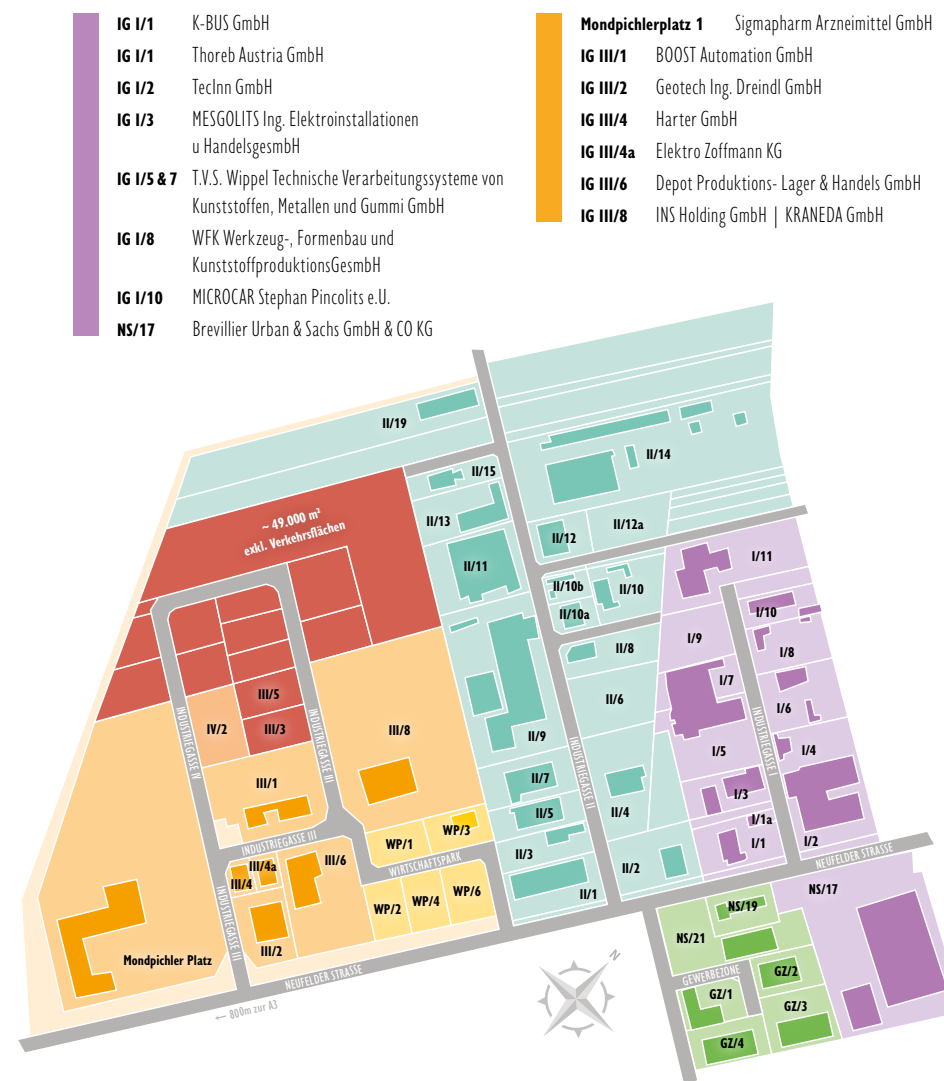 IG I/1 K-BUS GmbH
IG I/1 Thoreb Austria GmbH
IG I/2 TecInn GmbH
IG I/3 MESGOLITS Ing. Elektroinstallationen
u HandelsgesmbH
IG I/5 & 7 T.V.S. Wippel Technische Verarbeitungssysteme von
Kunststoffen, Metallen und Gummi GmbH
IG I/8 WFK Werkzeug-, Formenbau und
KunststoffproduktionsGesmbH
IG I/10 MICROCAR Stephan Pincolits e.U.
NS/17 Brevillier Urban & Sachs GmbH & CO KG
Mondpichlerplatz 1 Sigmapharm Arzneimittel GmbH
IG III/1 BOOST Automation GmbH
IG III/2 Geotech Ing. Dreindl GmbH
IG III/4 Harter GmbH
IG III/4a Elektro Zoffmann KG
IG III/6 Depot Produktions- Lager & Handels GmbH
IG III/8 INS Holding GmbH | KRANEDA GmbH
II/19
II/14
II/15
~ 49.000 m²
exkl. Verkehrsflächen
II/13
II/12
II/12a
II/11
II/10b
II/10
II/10a
I/11
I/10
I/9
I/8
II/8
I/7
II/6
I/6
III/5
IV/2
III/3
III/8
II/9
INDUSTRIEGASSE IV
INDUSTRIEGASSE III
INDUSTRIEGASSE II
INDUSTRIEGASSE I
I/5
I/4
III/1
II/7
II/5
II/4
I/3
I/1a
I/1
I/2
INDUSTRIEGASSE III
WP/1
WP/3
II/3
WIRTSCHAFTSPARK
NEUFELDER STRASSE
III/4a
III/4
III/6
II/2
II/1
NS/17
WP/2
WP/4
WP/6
NS/19
NS/21
INDUSTRIEGASSE III
III/2
Mondpichler Platz
NEUFELDER STRASSE
N
GEWERBEZONE
GZ/2
GZ/1
GZ/3
GZ/4
← 800m zur A3